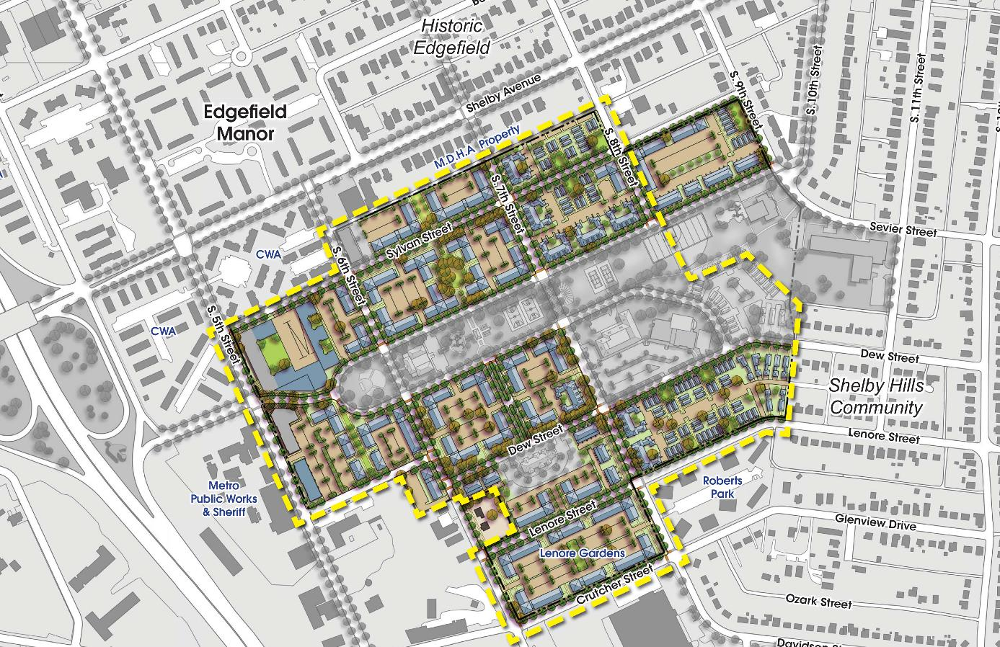 Historic
Edgefield
Shelby Avenue
S. 10th Street
S. 11th Street
S. 9th Street
Edgefield
Manor
M.D.H.A. Property
S. 8th Street
S. 7th Street
Sylvan Street
Sevier Street
CWA
S. 6th Street
S. 5th Street
CWA
Dew Street
Shelby Hills
Community
Lenore Street
Dew Street
Metro
Public Works
& Sheriff
Roberts
Park
Lenore Street
Glenview Drive
Lenore Gardens
Crutcher Street
Ozark Street
Davidson St